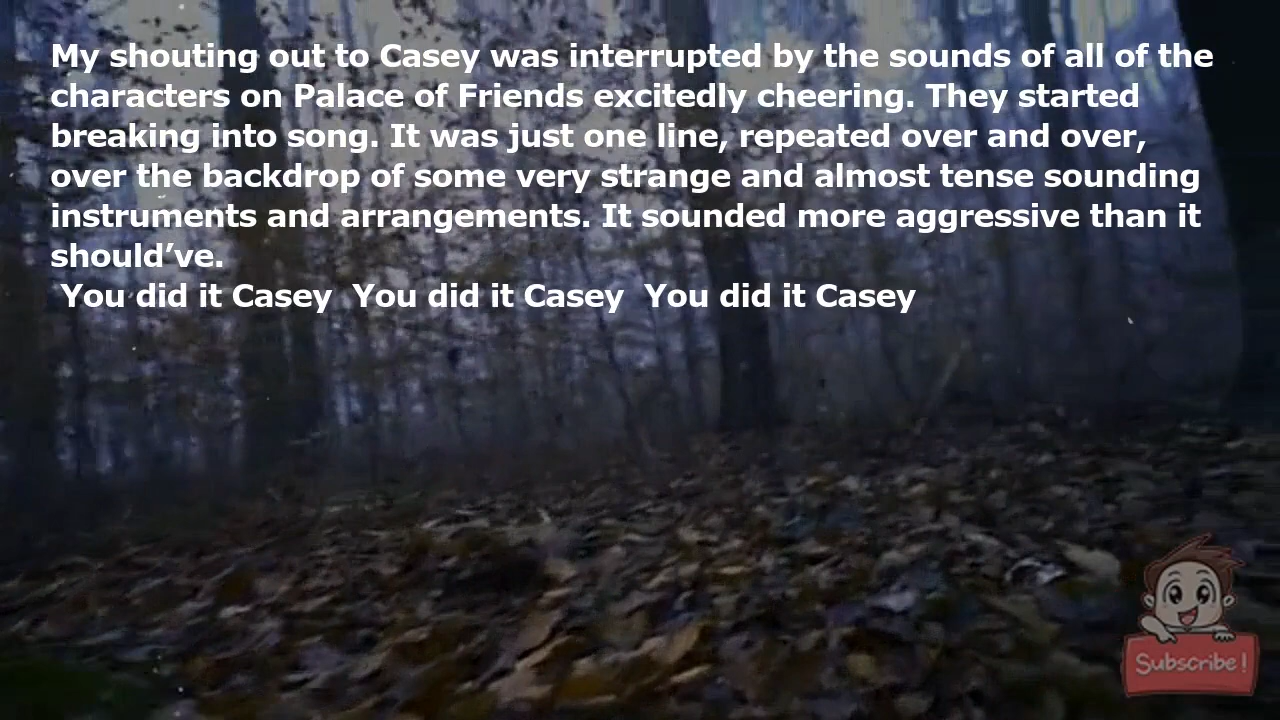 My shouting out to Casey was interrupted by the sounds of all of the
characters on Palace of Friends excitedly cheering. They started
breaking into song. It was just one line, repeated over and over,
over the backdrop of some very strange and almost tense sounding
instruments and arrangements. It sounded more aggressive than it
should’ve.
You did it Casey  You did it Casey  You did it Casey
Subscribe!